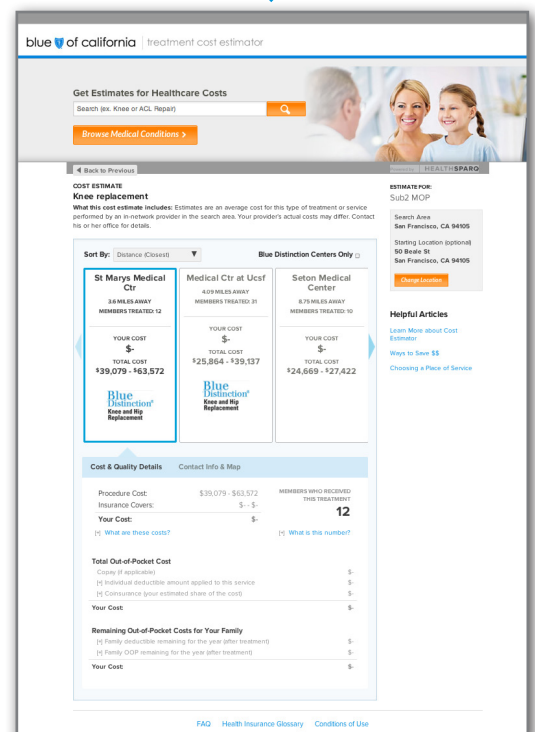 blue of california | treatment cost estimator
Get Estimates for Healthcare Costs
Search (ex. Knee or ACL Repair)
Browse Medical Conditions >
Back to Previous
HEALTHSPARQ
COST ESTIMATE
Knee replacement
What this cost estimate includes: Estimates are an average cost for this type of treatment or service
performed by an in-network provider in the search area. Your provider's actual costs may differ. Contact
his or her office for details.
ESTIMATE FOR:
Sub2 MOP
Search Area
San Francisco, CA 94105
Starting Location (optional)
50 Beale St
San Francisco, CA 94105
Change Location
Helpful Articles
Learn More about Cost
Estimator
Ways to Save $$
Choosing a Place of Service
Sort By: Distance (Closest)
Blue Distinction Centers Only
St Marys Medical
Ctr
3.6 MILES AWAY
MEMBERS TREATED: 12
YOUR COST
$-
TOTAL COST
$39,079 - $63,572
Blue
Distinction®
Knee and Hip
Replacement
Medical Ctr at Ucsf
4.09 MILES AWAY
MEMBERS TREATED: 31
YOUR COST
$-
TOTAL COST
$25,864 - $39,137
Blue
Distinction®
Knee and Hip
Replacement
Seton Medical
Center
8.75 MILES AWAY
MEMBERS TREATED: 10
YOUR COST
$-
TOTAL COST
$24,669 - $27,422
Cost & Quality Details
Contact Info & Map
Procedure Cost: $39,079 - $63,572
Insurance Covers: $- - $-
Your Cost: $-
[+] What are these costs?
MEMBERS WHO RECEIVED
THIS TREATMENT
12
[+] What is this number?
Total Out-of-Pocket Cost
Copay (if applicable) $-
[+] Individual deductible amount applied to this service $-
[+] Coinsurance (your estimated share of the cost) $-
Your Cost: $-
Remaining Out-of-Pocket Costs for Your Family
[+] Family deductible remaining for the year (after treatment) $-
[+] Family OOP remaining for the year (after treatment) $-
Your Cost: $-
FAQ Health Insurance Glossary Conditions of Use